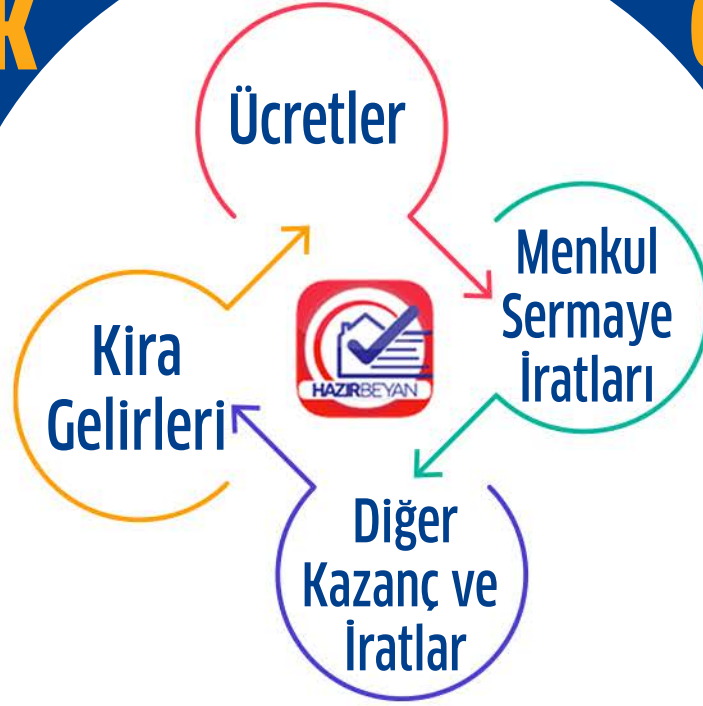 K
Ücretler
Menkul
Sermaye
İratları
Kira
Gelirleri
HAZIRBEYAN
Diğer
Kazanç ve
İratlar